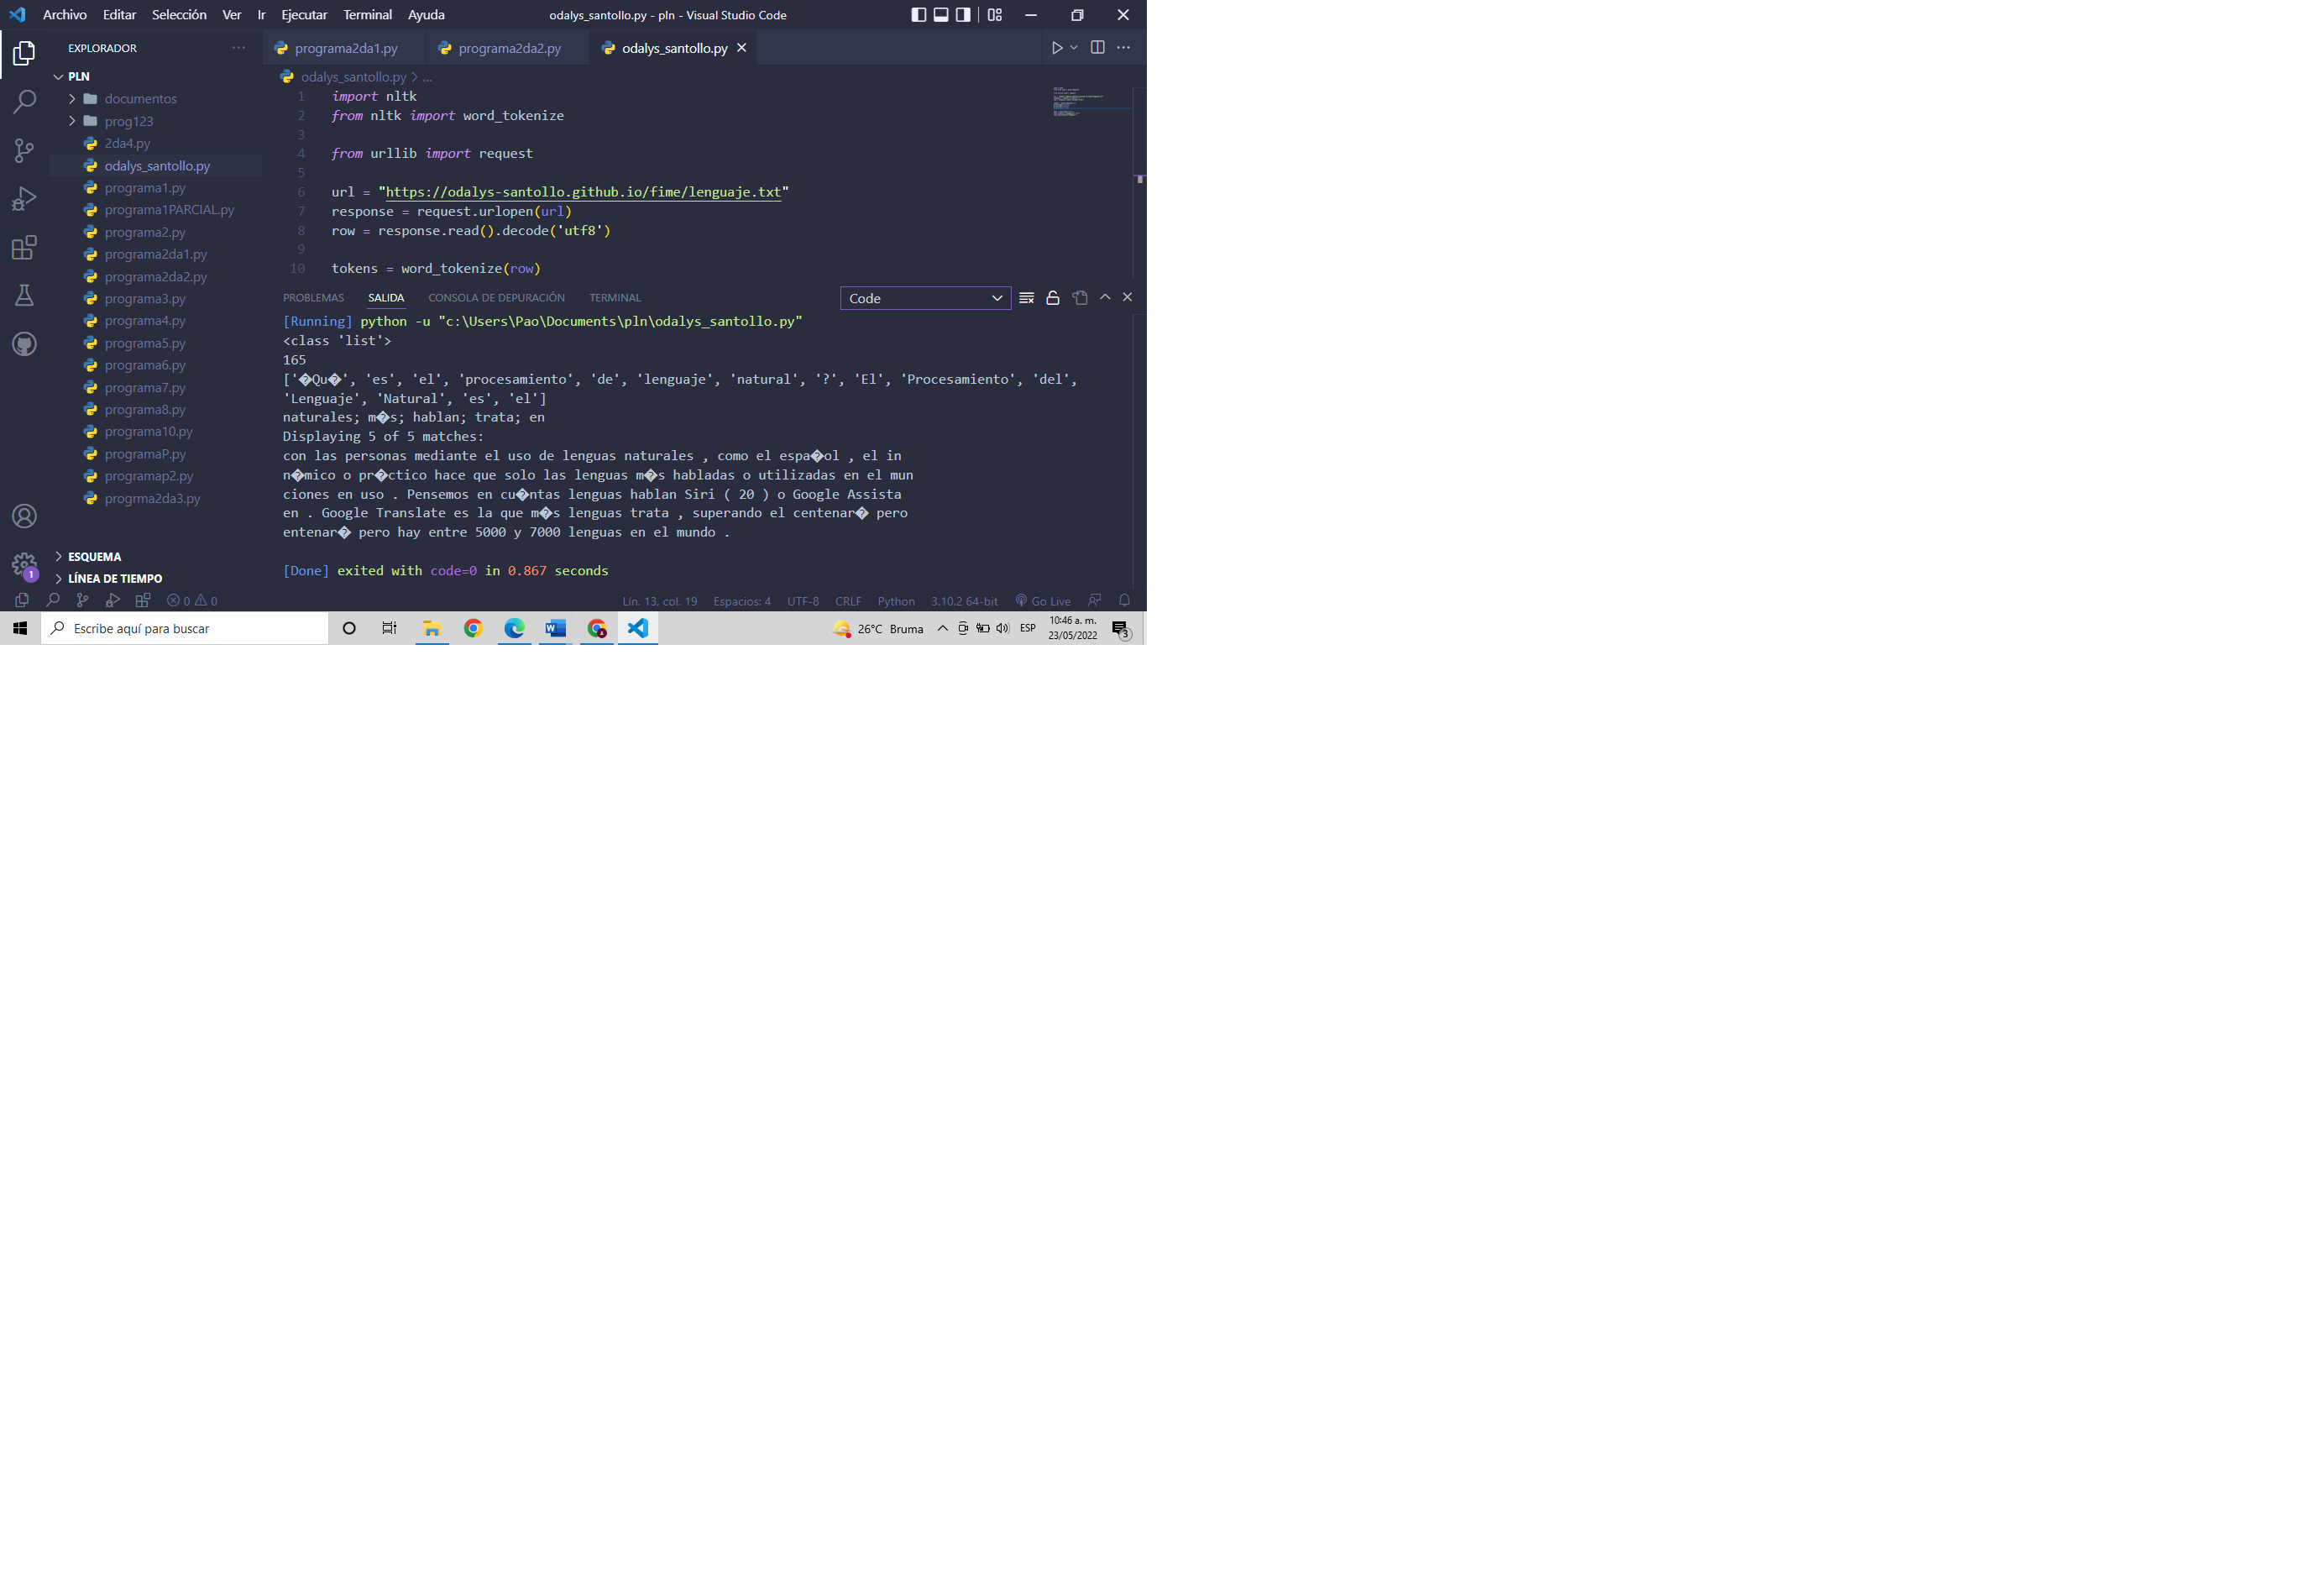 Archivo Editar Selección Ver Ir Ejecutar Terminal Ayuda odalys_santollo.py - pln - Visual Studio Code
EXPLORADOR
programa2da1.py programa2da2.py odalys_santollo.py
PLN
documentos
prog123
2da4.py
odalys_santollo.py
programa1.py
programa1PARCIAL.py
programa2.py
programa2da1.py
programa2da2.py
programa3.py
programa4.py
programa5.py
programa6.py
programa7.py
programa8.py
programa10.py
programaP.py
programap2.py
progrma2da3.py
ESQUEMA
LÍNEA DE TIEMPO
odalys_santollo.py > ...
1 import nltk
2 from nltk import word_tokenize
3
4 from urllib import request
5
6 url = "https://odalys-santollo.github.io/fime/lenguaje.txt"
7 response = request.urlopen(url)
8 row = response.read().decode('utf8')
9
10 tokens = word_tokenize(row)
PROBLEMAS SALIDA CONSOLA DE DEPURACIÓN TERMINAL Code
[Running] python -u "c:\Users\Pao\Documents\pln\odalys_santollo.py"
<class 'list'>
165
['�Qu�', 'es', 'el', 'procesamiento', 'de', 'lenguaje', 'natural', '?', 'El', 'Procesamiento', 'del',
'Lenguaje', 'Natural', 'es', 'el']
naturales; m�s; hablan; trata; en
Displaying 5 of 5 matches:
con las personas mediante el uso de lenguas naturales , como el espa�ol , el in
n�mico o pr�ctico hace que solo las lenguas m�s habladas o utilizadas en el mun
ciones en uso . Pensemos en cu�ntas lenguas hablan Siri ( 20 ) o Google Assista
en . Google Translate es la que m�s lenguas trata , superando el centenar� pero
entenar� pero hay entre 5000 y 7000 lenguas en el mundo .
[Done] exited with code=0 in 0.867 seconds
1
0 0 Lín. 13, col. 19 Espacios: 4 UTF-8 CRLF Python 3.10.2 64-bit Go Live
Escribe aquí para buscar 26°C Bruma ESP 10:46 a. m.
23/05/2022 3